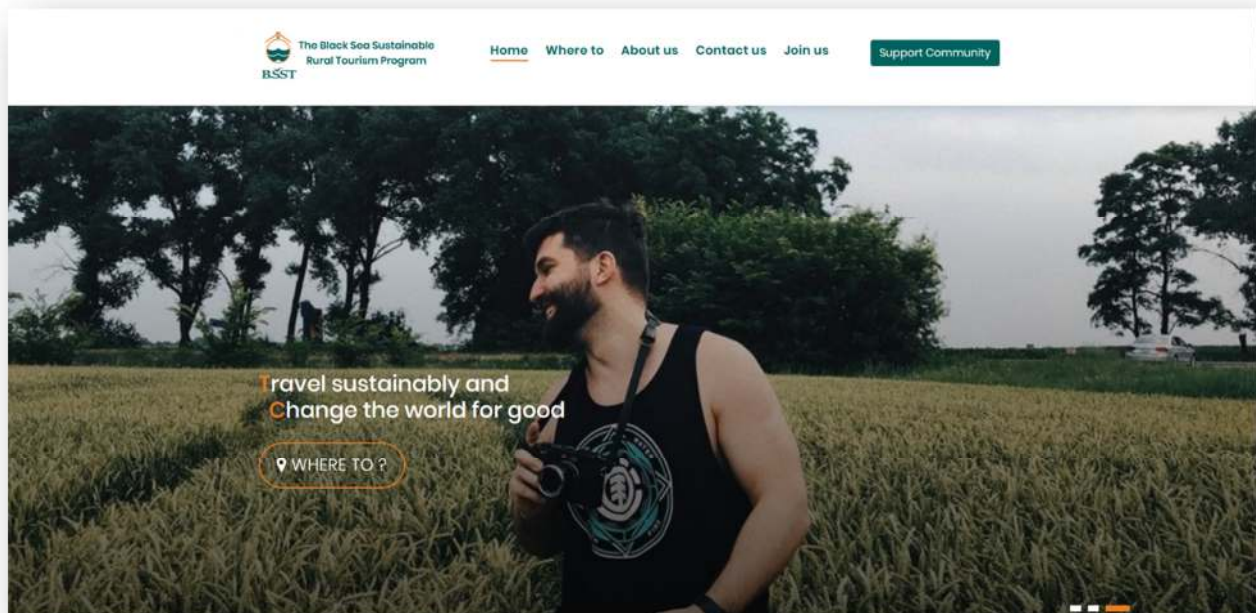 The Black Sea Sustainable
Rural Tourism Program
BSST
Home Where to About us Contact us Join us
Support Community
Travel sustainably and
Change the world for good
WHERE TO ?